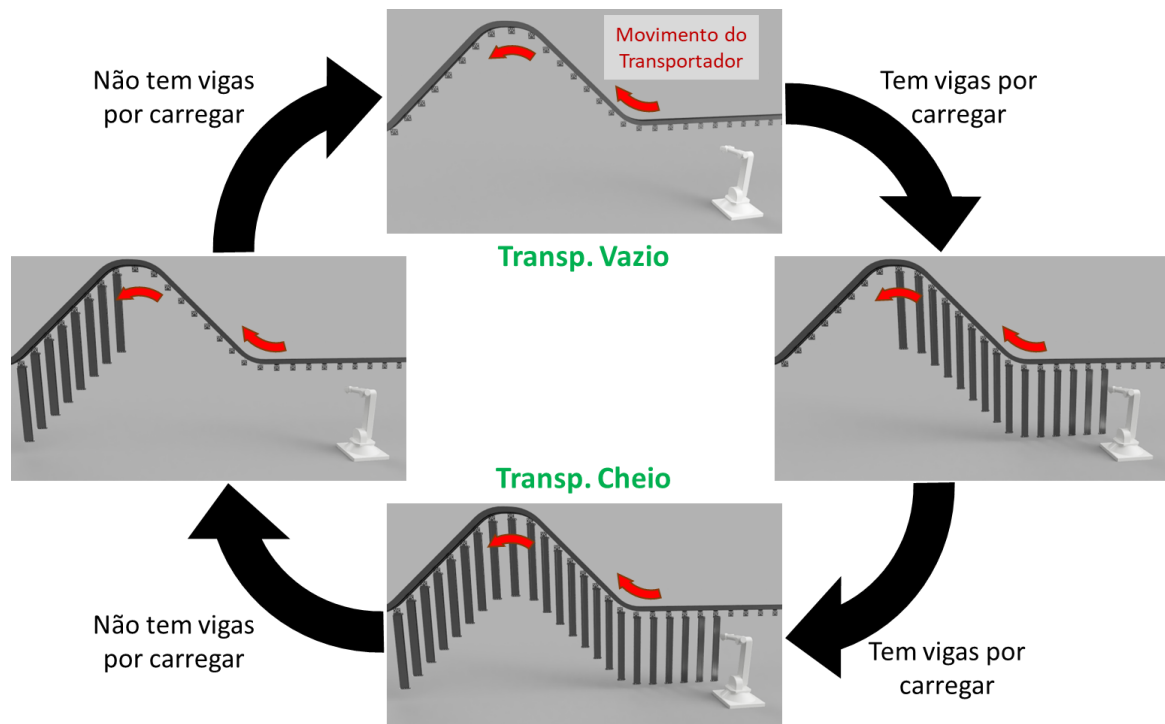 Movimento do
Transportador
Não tem vigas
por carregar
Tem vigas por
carregar
Transp. Vazio
Transp. Cheio
Não tem vigas
por carregar
Tem vigas por
carregar